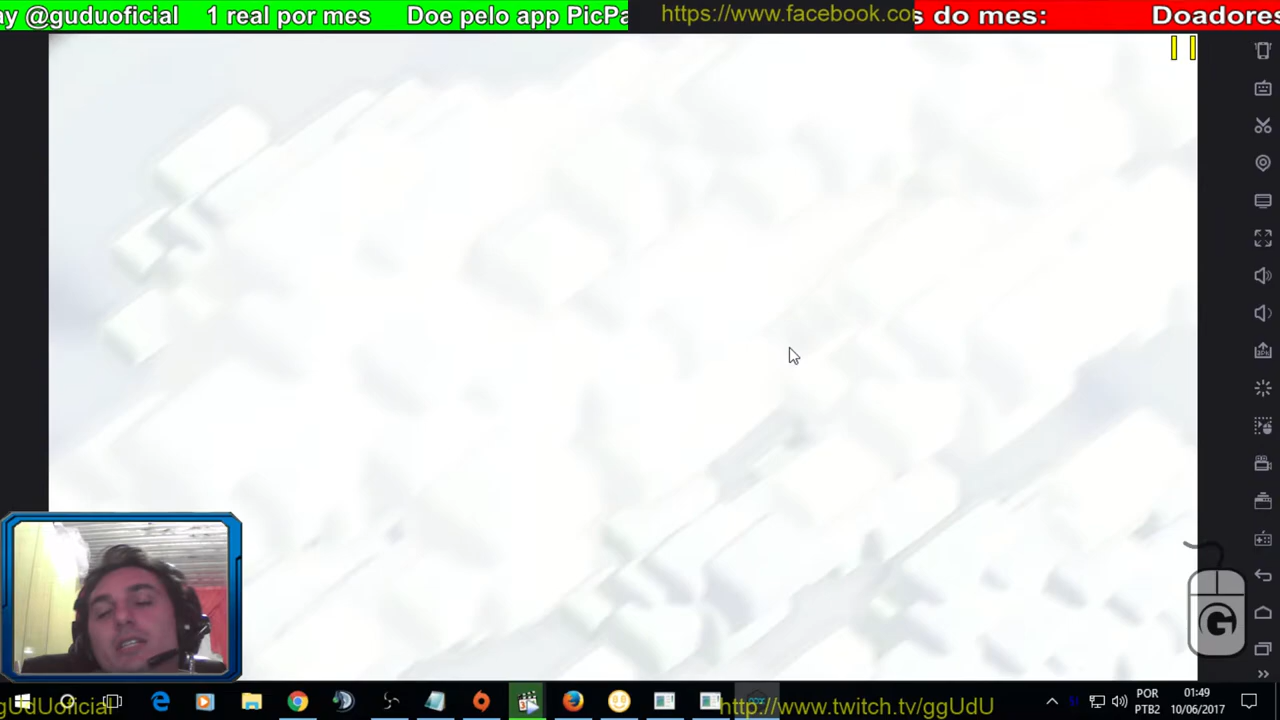 ay @guduoficial 1 real por mes Doe pelo app PicPa
https://www.facebook.co
s do mes: Doadores
gUdUoficial
http://www.twitch.tv/ggUdU
POR
PTB2
01:49
10/06/2017
G